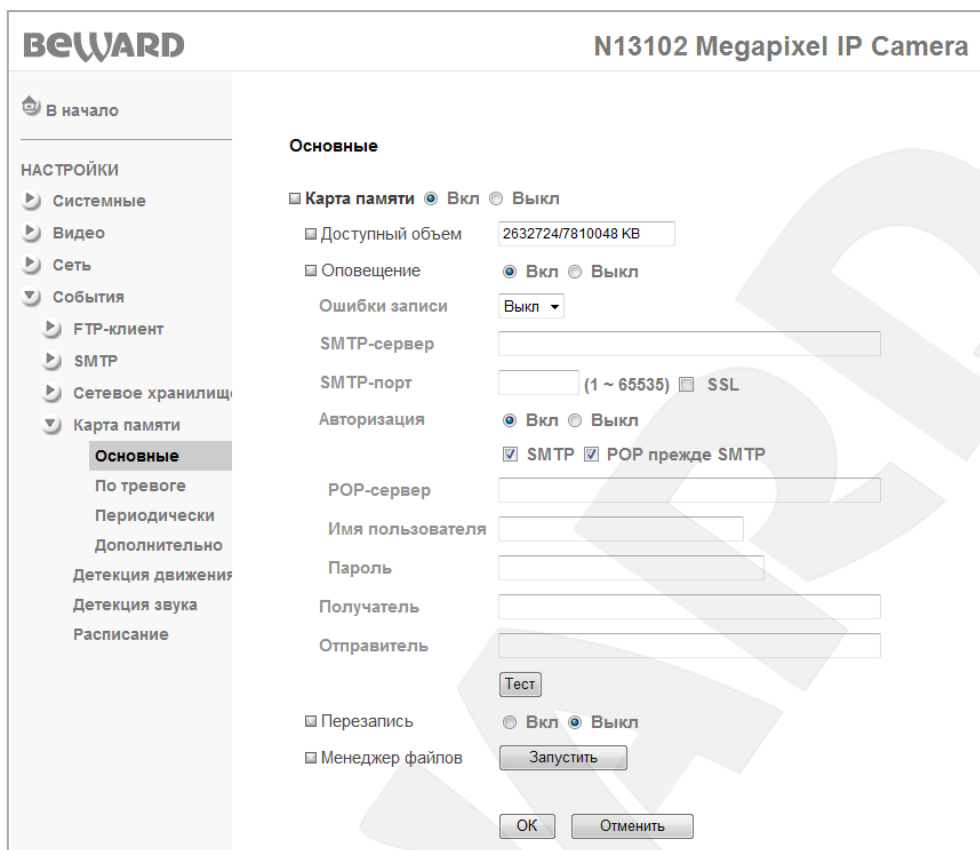 BEWARD
N13102 Megapixel IP Camera
В начало
НАСТРОЙКИ
Системные
Видео
Сеть
События
FTP-клиент
SMTP
Сетевое хранилищ
Карта памяти
Основные
По тревоге
Периодически
Дополнительно
Детекция движения
Детекция звука
Расписание
Основные
Карта памяти Вкл Выкл
Доступный объем 2632724/7810048 KB
Оповещение Вкл Выкл
Ошибки записи Выкл
SMTP-сервер
SMTP-порт (1 ~ 65535) SSL
Авторизация Вкл Выкл
SMTP POP прежде SMTP
POP-сервер
Имя пользователя
Пароль
Получатель
Отправитель
Тест
Перезапись Вкл Выкл
Менеджер файлов Запустить
OK Отменить